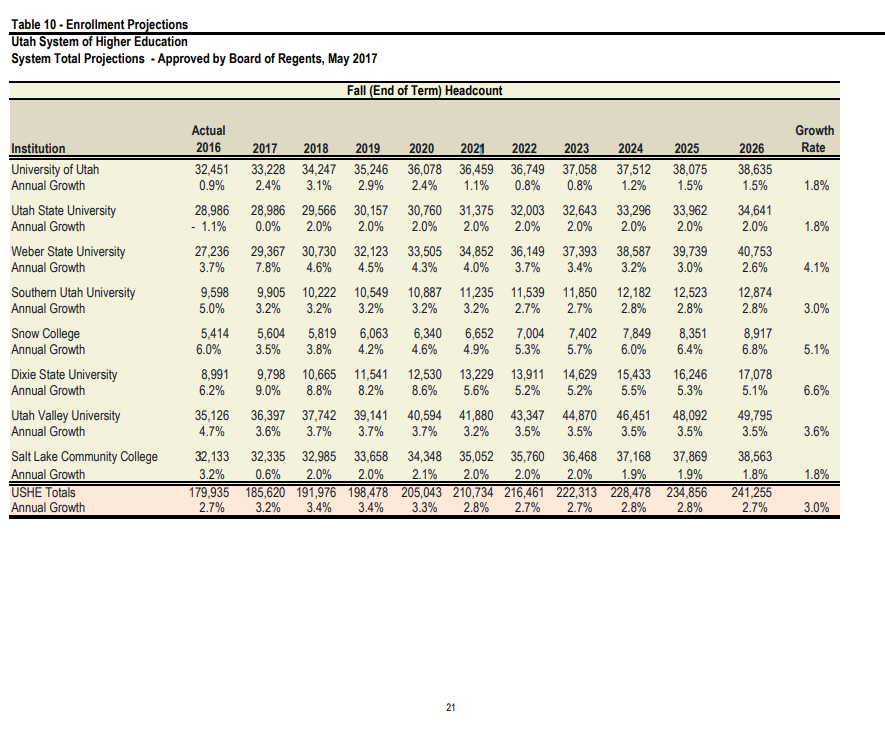 Table 10 - Enrollment Projections
Utah System of Higher Education
System Total Projections - Approved by Board of Regents, May 2017
Fall (End of Term) Headcount
Actual Growth
Institution 2016 2017 2018 2019 2020 2021 2022 2023 2024 2025 2026 Rate
University of Utah 32,451 33,228 34,247 35,246 36,078 36,459 36,749 37,058 37,512 38,075 38,635
Annual Growth 0.9% 2.4% 3.1% 2.9% 2.4% 1.1% 0.8% 0.8% 1.2% 1.5% 1.5% 1.8%
Utah State University 28,986 28,986 29,566 30,157 30,760 31,375 32,003 32,643 33,296 33,962 34,641
Annual Growth - 1.1% 0.0% 2.0% 2.0% 2.0% 2.0% 2.0% 2.0% 2.0% 2.0% 2.0% 1.8%
Weber State University 27,236 29,367 30,730 32,123 33,505 34,852 36,149 37,393 38,587 39,739 40,753
Annual Growth 3.7% 7.8% 4.6% 4.5% 4.3% 4.0% 3.7% 3.4% 3.2% 3.0% 2.6% 4.1%
Southern Utah University 9,598 9,905 10,222 10,549 10,887 11,235 11,539 11,850 12,182 12,523 12,874
Annual Growth 5.0% 3.2% 3.2% 3.2% 3.2% 3.2% 2.7% 2.7% 2.8% 2.8% 2.8% 3.0%
Snow College 5,414 5,604 5,819 6,063 6,340 6,652 7,004 7,402 7,849 8,351 8,917
Annual Growth 6.0% 3.5% 3.8% 4.2% 4.6% 4.9% 5.3% 5.7% 6.0% 6.4% 6.8% 5.1%
Dixie State University 8,991 9,798 10,665 11,541 12,530 13,229 13,911 14,629 15,433 16,246 17,078
Annual Growth 6.2% 9.0% 8.8% 8.2% 8.6% 5.6% 5.2% 5.2% 5.5% 5.3% 5.1% 6.6%
Utah Valley University 35,126 36,397 37,742 39,141 40,594 41,880 43,347 44,870 46,451 48,092 49,795
Annual Growth 4.7% 3.6% 3.7% 3.7% 3.7% 3.2% 3.5% 3.5% 3.5% 3.5% 3.5% 3.6%
Salt Lake Community College 32,133 32,335 32,985 33,658 34,348 35,052 35,760 36,468 37,168 37,869 38,563
Annual Growth 3.2% 0.6% 2.0% 2.0% 2.1% 2.0% 2.0% 2.0% 1.9% 1.9% 1.8% 1.8%
USHE Totals 179,935 185,620 191,976 198,478 205,043 210,734 216,461 222,313 228,478 234,856 241,255
Annual Growth 2.7% 3.2% 3.4% 3.4% 3.3% 2.8% 2.7% 2.7% 2.8% 2.8% 2.7% 3.0%
21